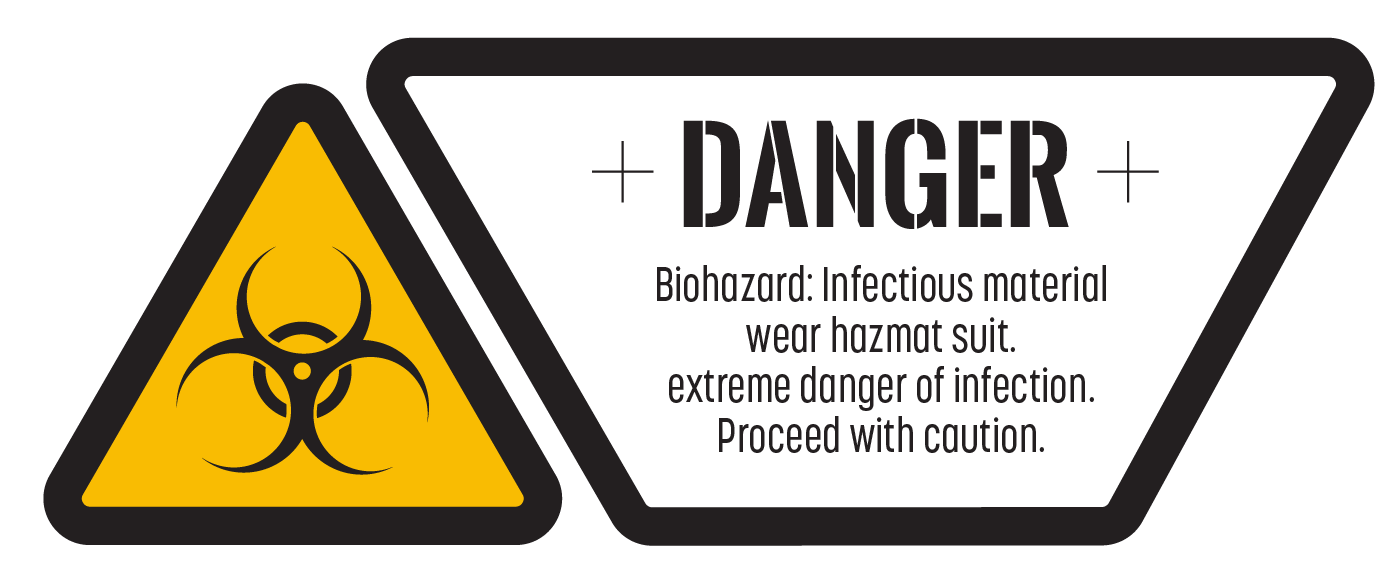 DANGER
Biohazard: Infectious material
wear hazmat suit.
extreme danger of infection.
Proceed with caution.